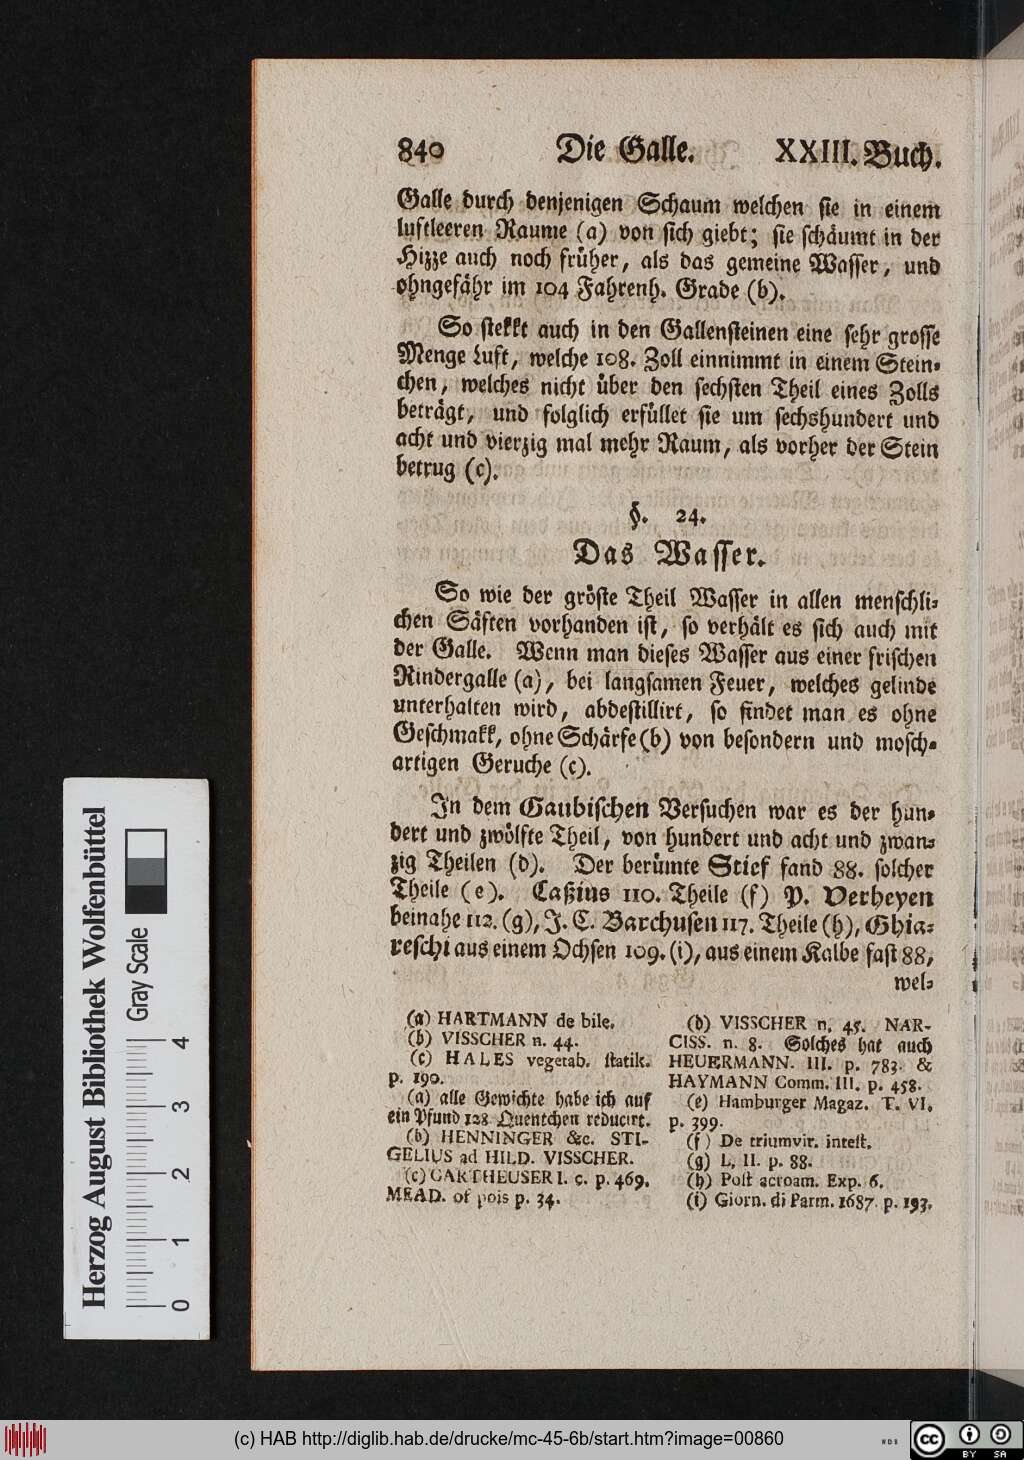 840 Die Galle. XXIII. Buch.
Galle durch denjenigen Schaum welchen sie in einem
luftleeren Raume (a) von sich giebt; sie schäumt in der
Hizze auch noch früher, als das gemeine Wasser, und
ohngefähr im 104 Fahrenh. Grade (b).
So stekkt auch in den Gallensteinen eine sehr grosse
Menge Luft, welche 108. Zoll einnimmt in einem Stein-
chen, welches nicht über den sechsten Theil eines Zolls
beträgt, und folglich erfüllet sie um sechshundert und
acht und vierzig mal mehr Raum, als vorher der Stein
betrug (c).
§. 24.
Das Wasser.
So wie der gröste Theil Wasser in allen menschli-
chen Säften vorhanden ist, so verhält es sich auch mit
der Galle. Wenn man dieses Wasser aus einer frischen
Rindergalle (a), bei langsamen Feuer, welches gelinde
unterhalten wird, abdestillirt, so findet man es ohne
Geschmakk, ohne Schärfe (b) von besondern und mosch-
artigen Geruche (c).
In dem Gaubischen Versuchen war es der hun-
dert und zwölfte Theil, von hundert und acht und zwan-
zig Theilen (d). Der berümte Stief fand 88. solcher
Theile (e). Caßius 110. Theile (f) P. Verheyen
beinahe 112. (g), J. C. Barchusen 117. Theile (h), Ghia-
reschi aus einem Ochsen 109. (i), aus einem Kalbe fast 88,
wel-
(a) HARTMANN de bile.
(b) VISSCHER n. 44.
(c) HALES vegetab. statik.
p. 190.
(a) alle Gewichte habe ich auf
ein Pfund 128 Quentchen reducirt.
(b) HENNINGER &c. STI-
GELIUS ad HILD. VISSCHER.
(c) CARTHEUSER l. c. p. 469.
MEAD. of pois p. 34.
(d) VISSCHER n. 45. NAR-
CISS. n. 8. Solches hat auch
HEUERMANN. III. p. 783. &
HAYMANN Comm. III. p. 458.
(e) Hamburger Magaz. T. VI.
p. 399.
(f) De triumvir. intest.
(g) L. II. p. 88.
(h) Post acroam. Exp. 6.
(i) Giorn. di Parm. 1687. p. 193.
Herzog August Bibliothek Wolfenbüttel
Gray Scale
0 1 2 3 4
(c) HAB http://diglib.hab.de/drucke/mc-45-6b/start.htm?image=00860
cc BY SA